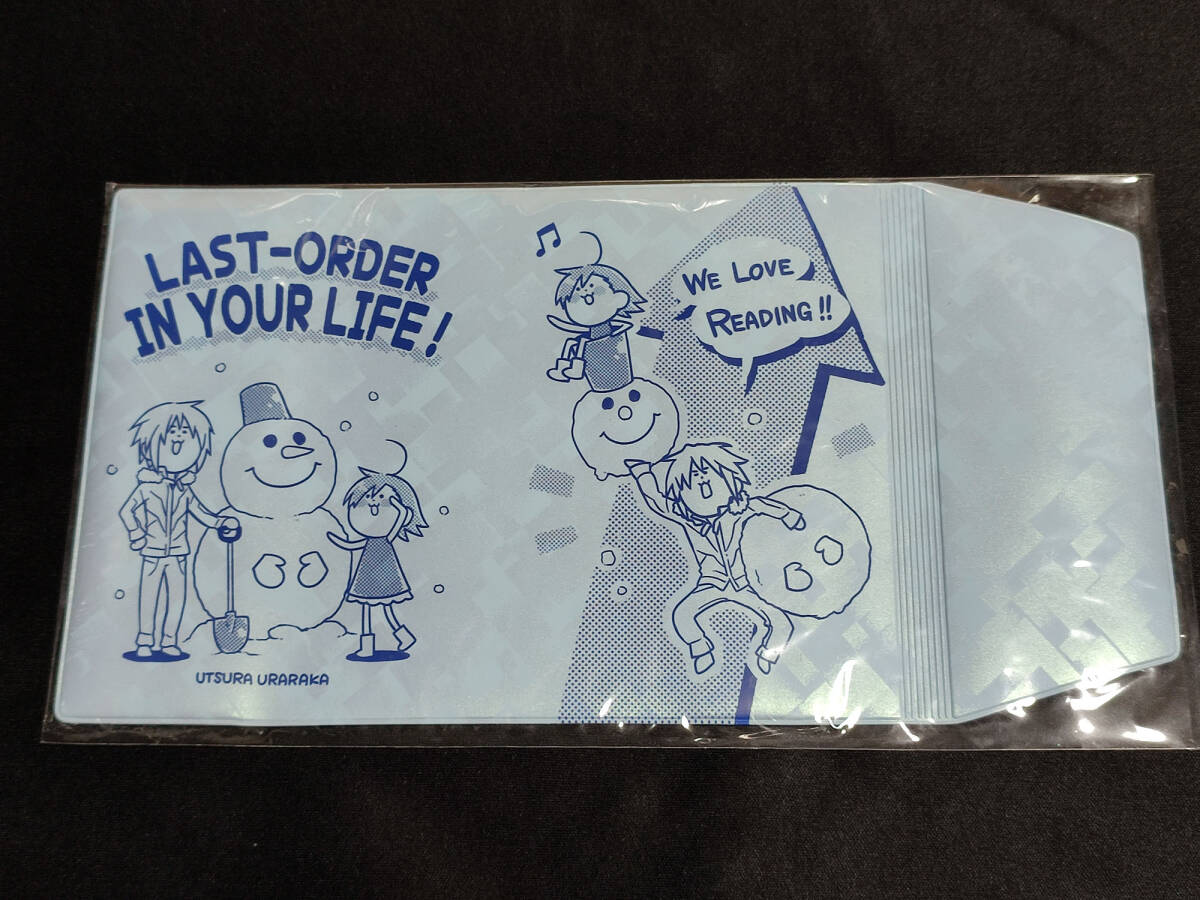 LAST-ORDER
IN YOUR LIFE!
UTSURA URARAKA
WE LOVE
READING!!